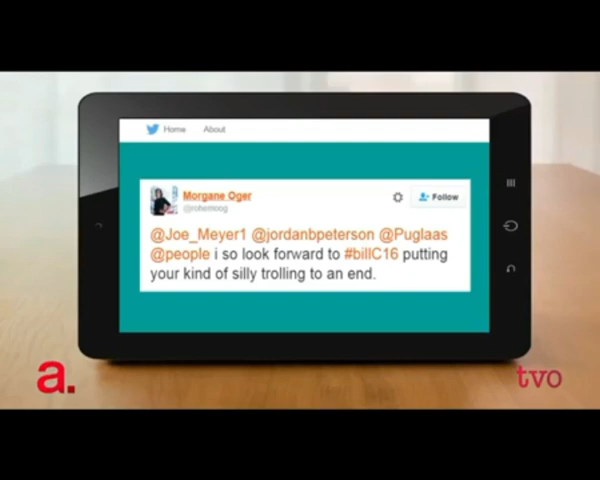 Home About
Morgane Oger
@rohemoog
Follow
@Joe_Meyer1 @jordanbpeterson @Puglaas
@people i so look forward to #billC16 putting
your kind of silly trolling to an end.
a.
tvo